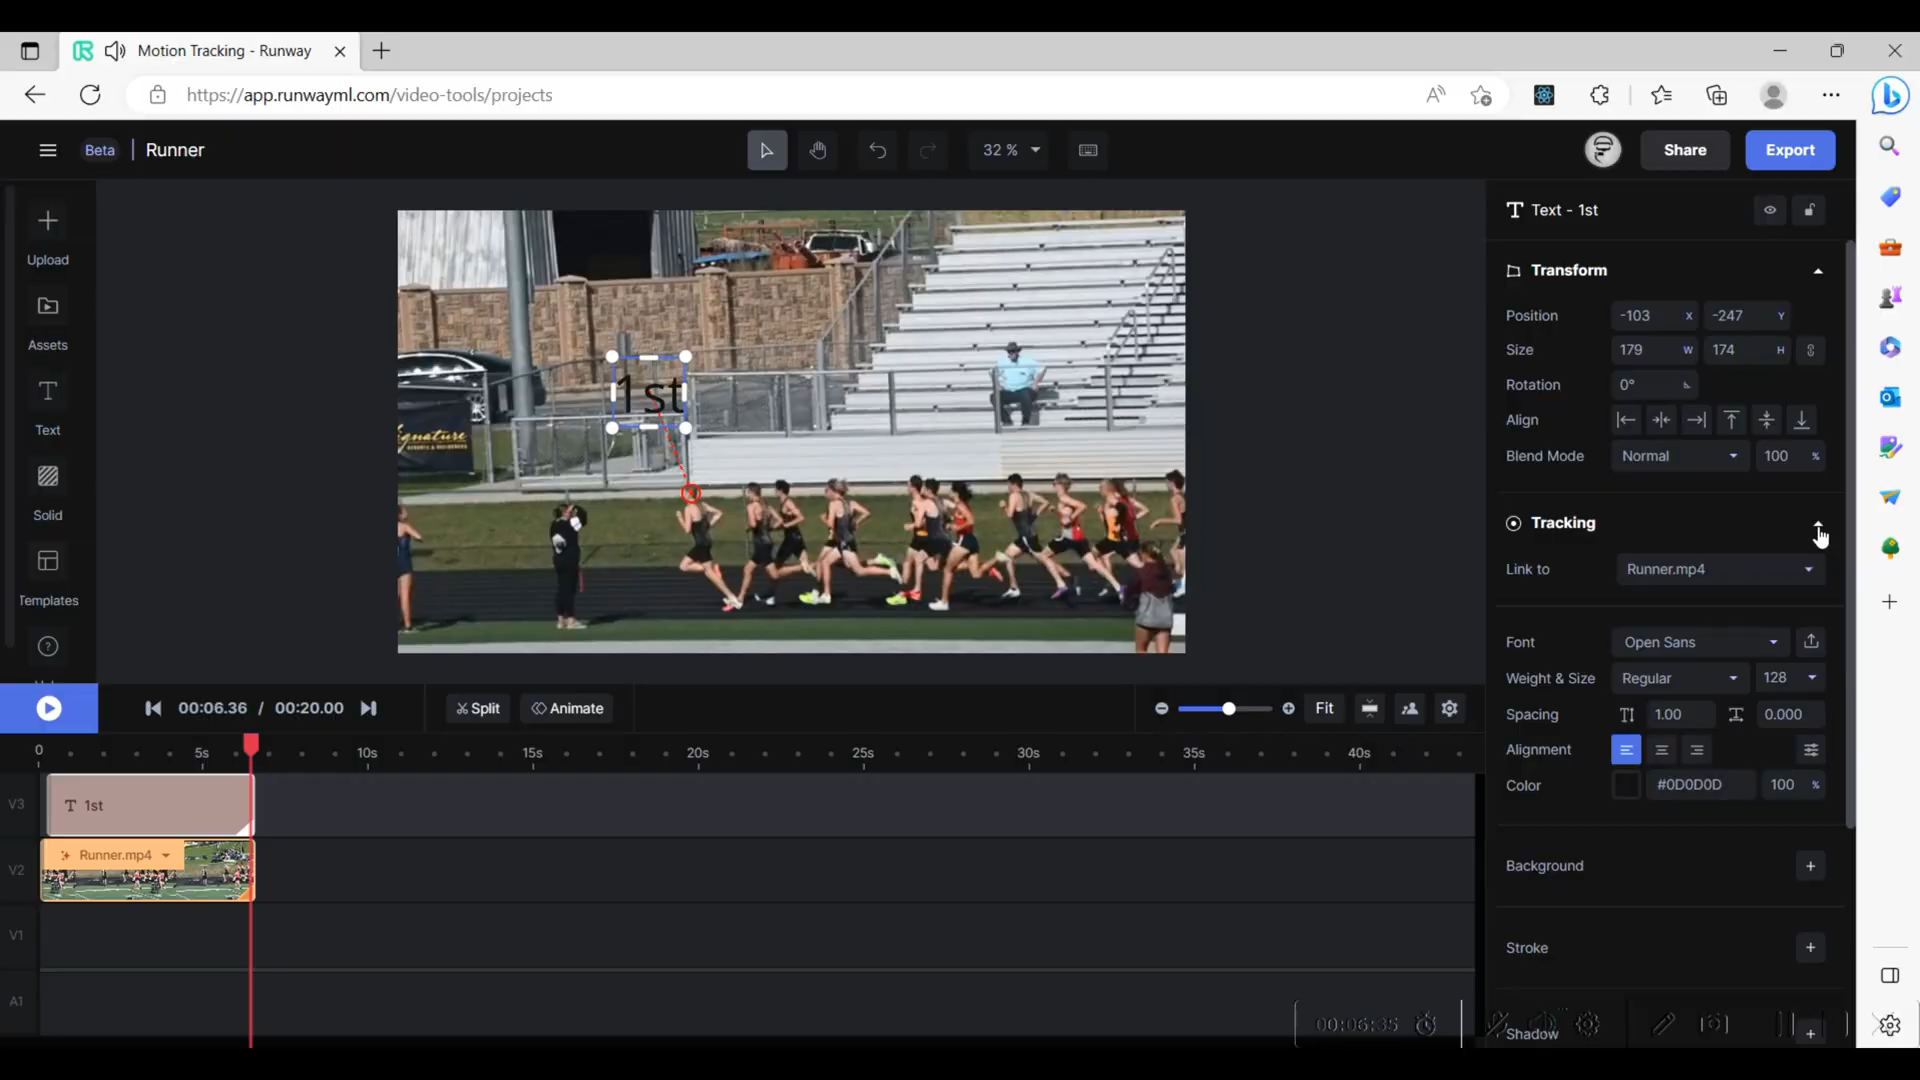 Motion Tracking - Runway
https://app.runwayml.com/video-tools/projects
Beta | Runner
32 %
Share
Export
Upload
Assets
Text
Solid
Templates
1st
Signature
Text - 1st
Transform
Position -103 X -247 Y
Size 179 W 174 H
Rotation 0°
Align
Blend Mode Normal 100 %
Tracking
Link to Runner.mp4
Font Open Sans
Weight & Size Regular 128
Spacing 1.00 0.000
Alignment
Color #0D0D0D 100 %
Background
Stroke
Shadow
00:06.36 / 00:20.00
Split
Animate
Fit
0 5s 10s 15s 20s 25s 30s 35s 40s
V3 1st
V2 Runner.mp4
V1
A1
00:06:35